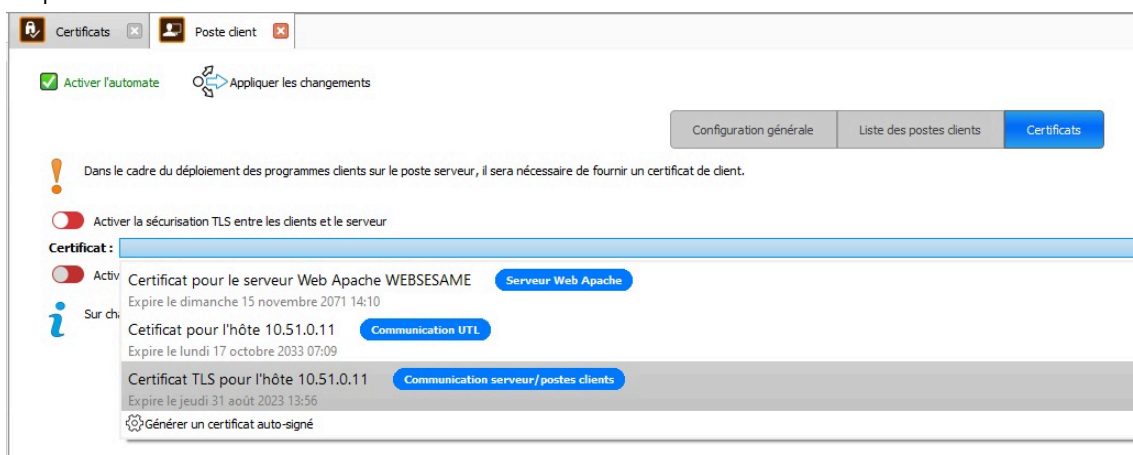 Certificats
Poste client
Activer l'automate
Appliquer les changements
Configuration générale
Liste des postes clients
Certificats
Dans le cadre du déploiement des programmes clients sur le poste serveur, il sera nécessaire de fournir un certificat de client.
Activer la sécurisation TLS entre les clients et le serveur
Certificat :
Activ
Certificat pour le serveur Web Apache WEBSESAME Serveur Web Apache
Expire le dimanche 15 novembre 2071 14:10
Sur ch
Cetificat pour l'hôte 10.51.0.11 Communication UTL
Expire le lundi 17 octobre 2033 07:09
Certificat TLS pour l'hôte 10.51.0.11 Communication serveur/postes clients
Expire le jeudi 31 août 2023 13:56
Générer un certificat auto-signé